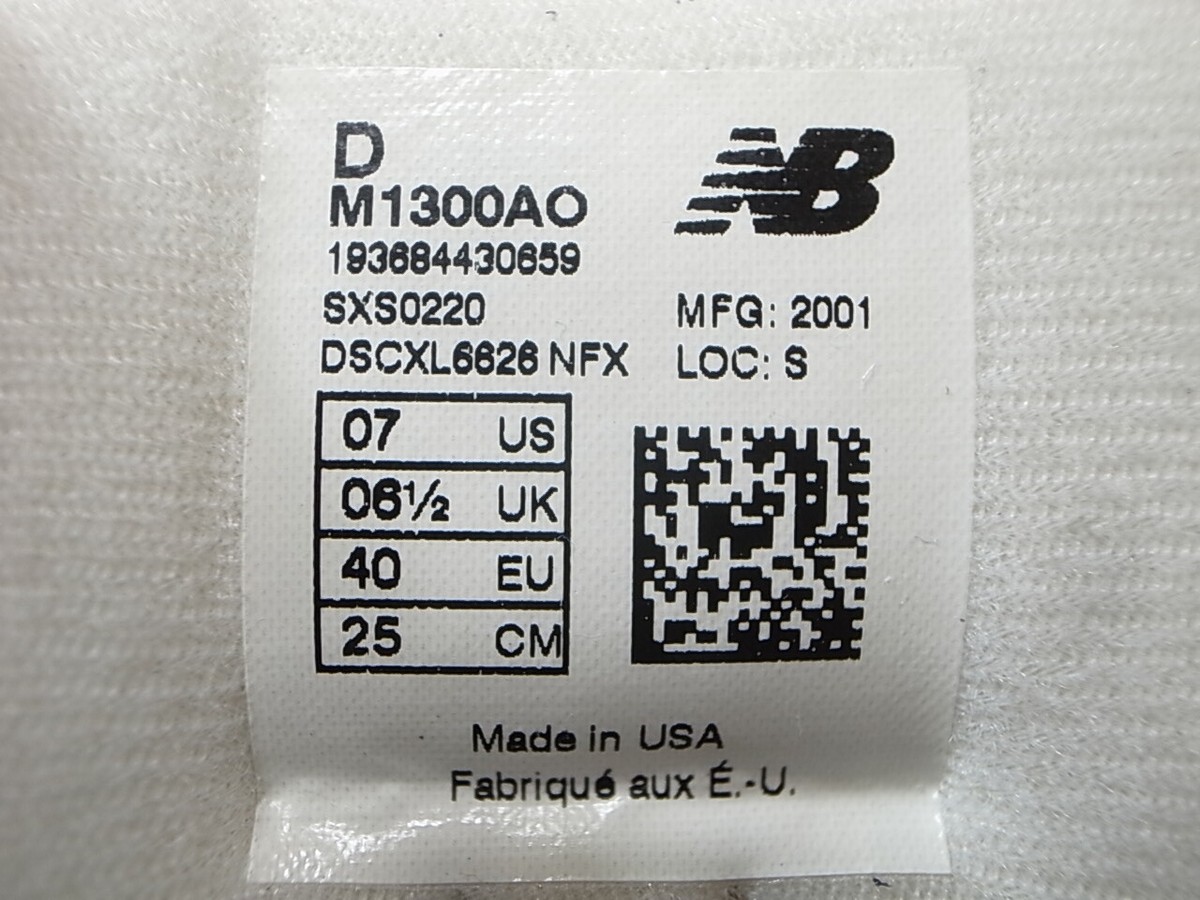 D
M1300AO
NB
193684430659
SXS0220
MFG: 2001
DSCXL6626 NFX
LOC: S
07 US
06½ UK
40 EU
25 CM
Made in USA
Fabriqué aux É.-U.